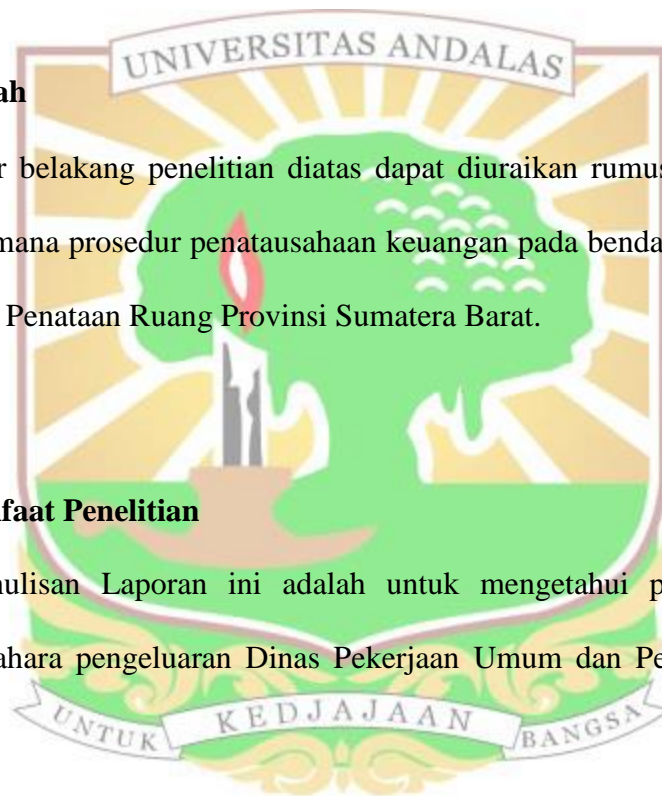 UNIVERSITAS ANDALAS
ah
r belakang penelitian diatas dapat diuraikan rumus
mana prosedur penatausahaan keuangan pada benda
Penataan Ruang Provinsi Sumatera Barat.
faat Penelitian
nulisan Laporan ini adalah untuk mengetahui p
ahara pengeluaran Dinas Pekerjaan Umum dan Pe
UNTUK KEDJAJAAN BANGSA